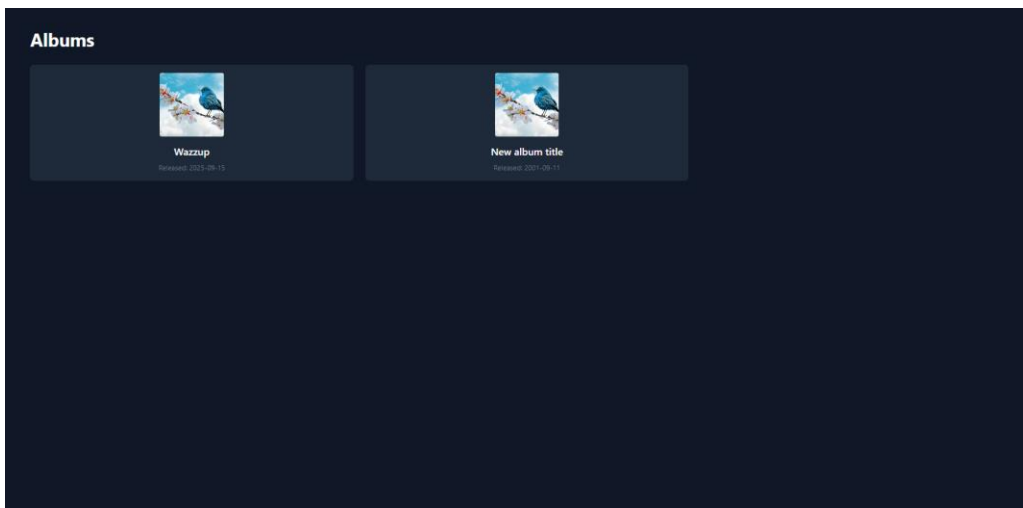 Albums
Wazzup
Released: 2025-09-15
New album title
Released: 2001-09-11